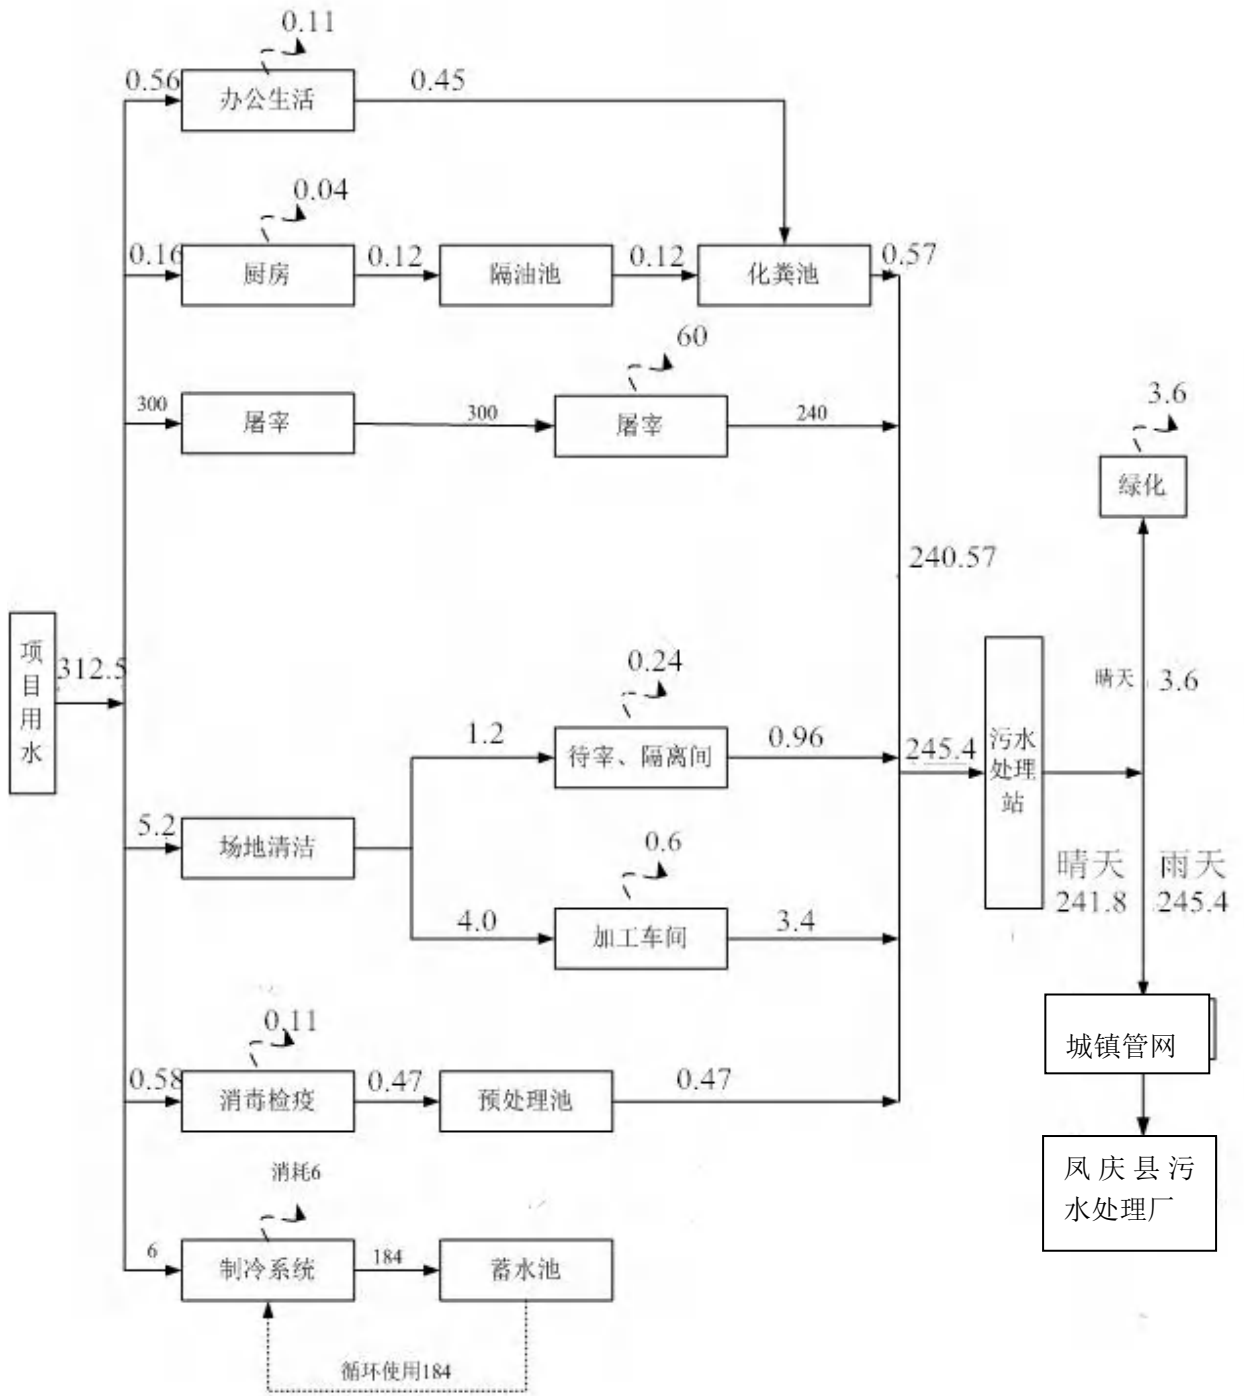 0.11
0.56
办公生活
0.45
0.04
0.16
厨房
0.12
隔油池
0.12
化粪池
0.57
60
300
屠宰
300
屠宰
240
3.6
绿化
240.57
项目用水
312.5
0.24
晴天
3.6
1.2
待宰、隔离间
0.96
245.4
污水处理站
5.2
场地清洁
0.6
晴天
241.8
雨天
245.4
4.0
加工车间
3.4
0.11
城镇管网
0.58
消毒检疫
0.47
预处理池
0.47
消耗6
凤庆县污
水处理厂
6
制冷系统
184
蓄水池
循环使用184